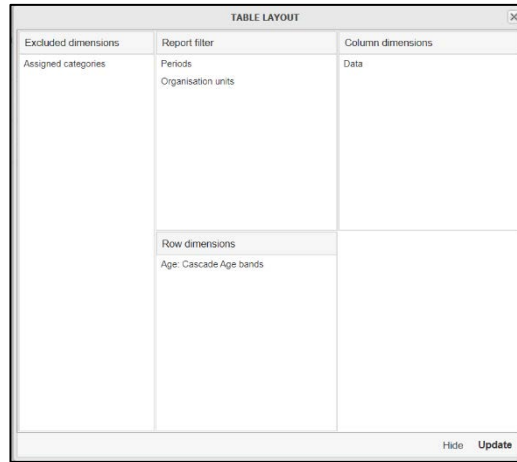 TABLE LAYOUT
Excluded dimensions
Assigned categories
Report filter
Periods
Organisation units
Column dimensions
Data
Row dimensions
Age: Cascade Age bands
Hide
Update